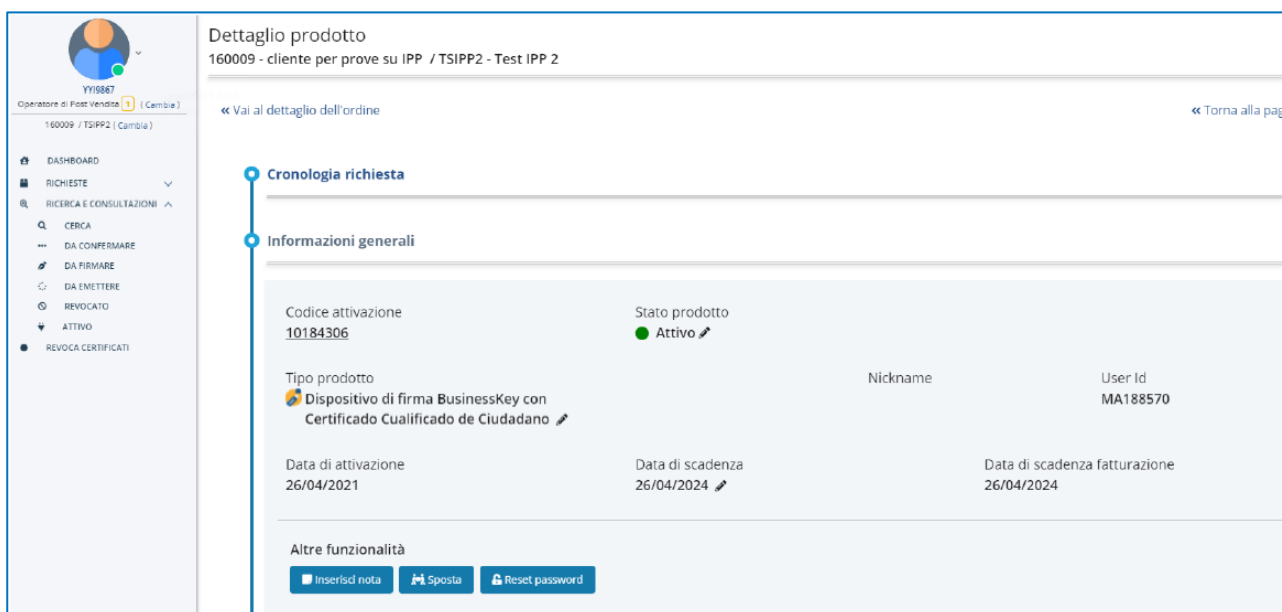 YYI9867
Operatore di Post Vendita 1 ( Cambia )
160009 / TSIPP2 ( Cambia )
DASHBOARD
RICHIESTE
RICERCA E CONSULTAZIONI
CERCA
DA CONFERMARE
DA FIRMARE
DA EMETTERE
REVOCATO
ATTIVO
REVOCA CERTIFICATI
Dettaglio prodotto
160009 - cliente per prove su IPP / TSIPP2 - Test IPP 2
« Vai al dettaglio dell'ordine
« Torna alla pag
Cronologia richiesta
Informazioni generali
Codice attivazione
Stato prodotto
10184306
Attivo
Tipo prodotto
Nickname
User Id
Dispositivo di firma BusinessKey con
Certificado Cualificado de Ciudadano
MA188570
Data di attivazione
Data di scadenza
Data di scadenza fatturazione
26/04/2021
26/04/2024
26/04/2024
Altre funzionalità
Inserisci nota
Sposta
Reset password